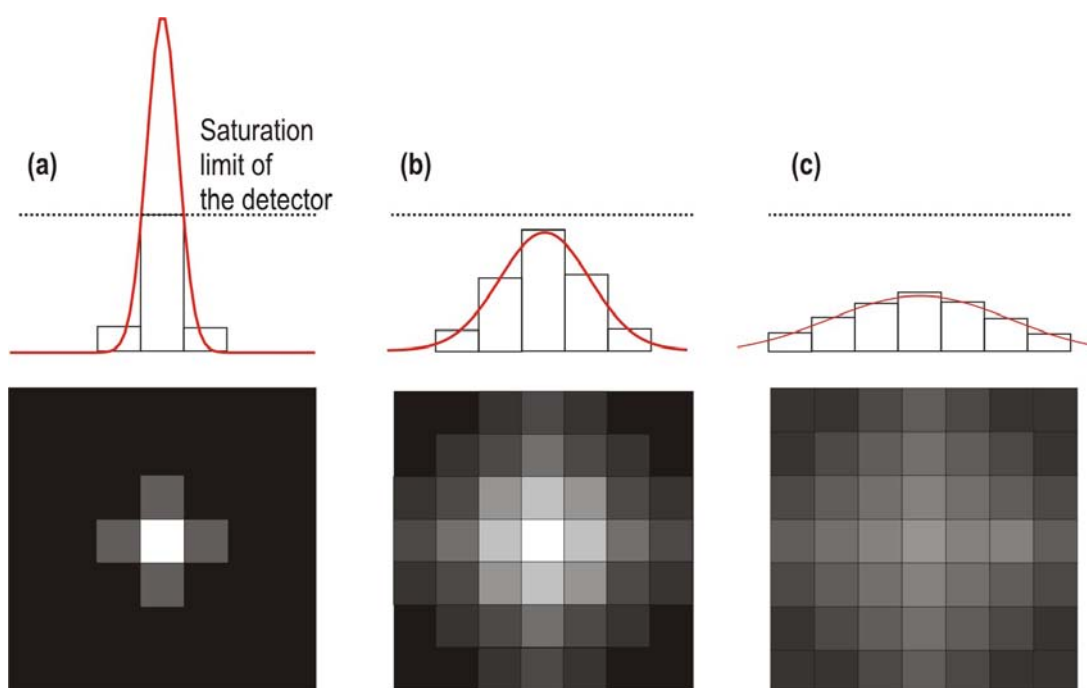 (a)
Saturation
limit of
the detector
(b)
(c)